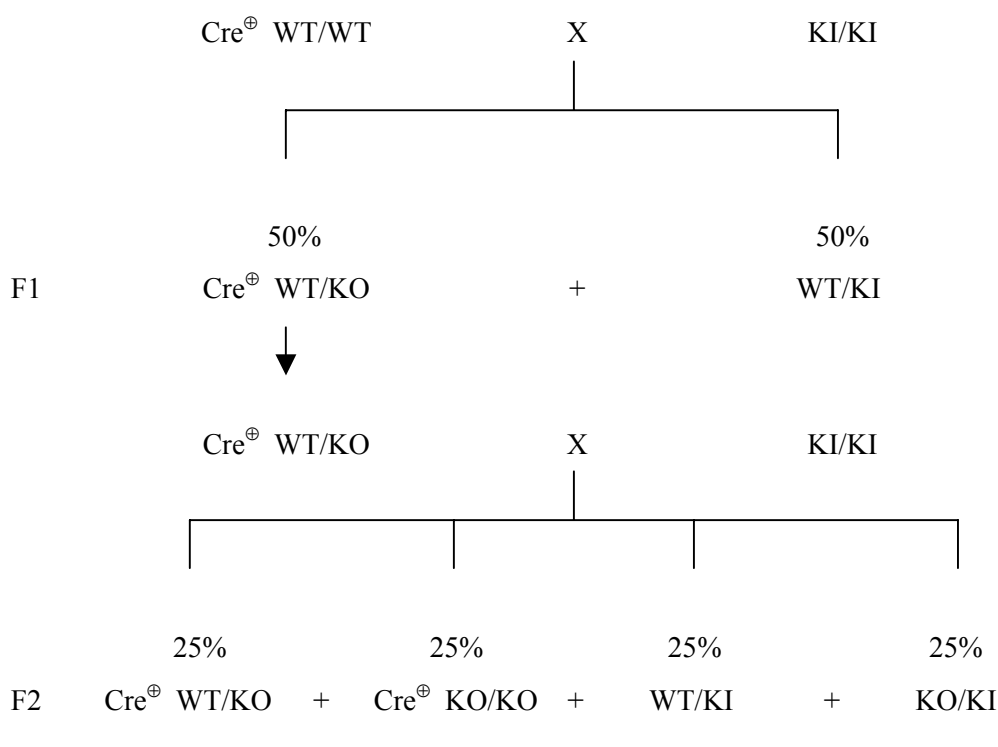 Cre⊕ WT/WT X KI/KI
50% 50%
F1 Cre⊕ WT/KO + WT/KI
Cre⊕ WT/KO X KI/KI
25% 25% 25% 25%
F2 Cre⊕ WT/KO + Cre⊕ KO/KO + WT/KI + KO/KI